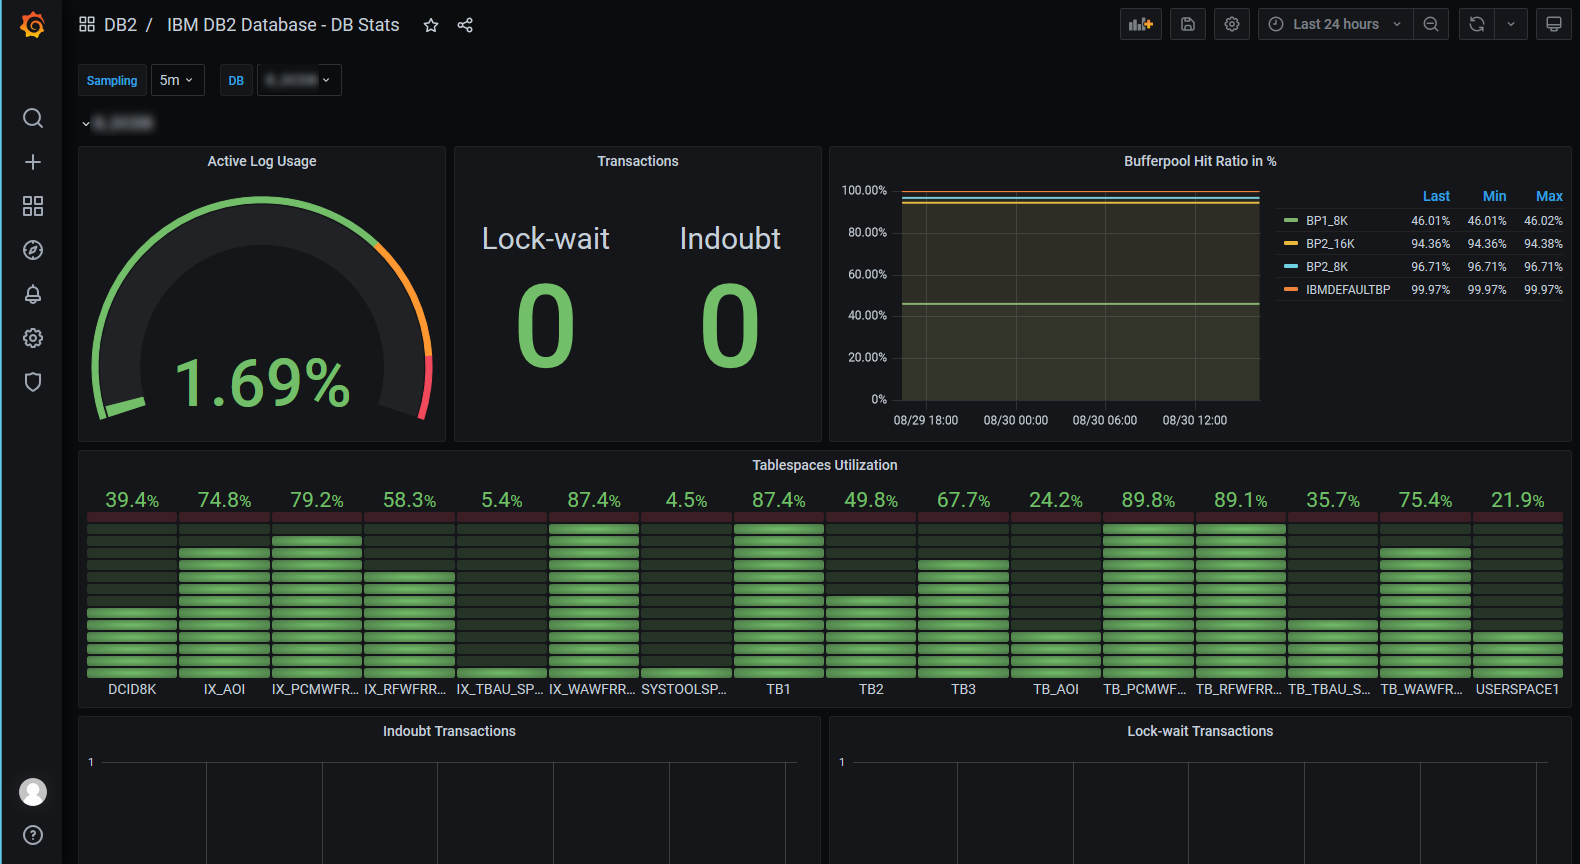 DB2 / IBM DB2 Database - DB Stats
Last 24 hours
Sampling 5m DB
Active Log Usage
1.69%
Transactions
Lock-wait Indoubt
0 0
Bufferpool Hit Ratio in %
100.00%
80.00%
60.00%
40.00%
20.00%
0%
08/29 18:00 08/30 00:00 08/30 06:00 08/30 12:00
Last Min Max
BP1_8K 46.01% 46.01% 46.02%
BP2_16K 94.36% 94.36% 94.38%
BP2_8K 96.71% 96.71% 96.71%
IBMDEFAULTBP 99.97% 99.97% 99.97%
Tablespaces Utilization
39.4% 74.8% 79.2% 58.3% 5.4% 87.4% 4.5% 87.4% 49.8% 67.7% 24.2% 89.8% 89.1% 35.7% 75.4% 21.9%
DCID8K IX_AOI IX_PCMWFR... IX_RFWFRR... IX_TBAU_SP... IX_WAWFRR... SYSTOOLSP... TB1 TB2 TB3 TB_AOI TB_PCMWF... TB_RFWFRR... TB_TBAU_S... TB_WAWFR... USERSPACE1
Indoubt Transactions
1
Lock-wait Transactions
1